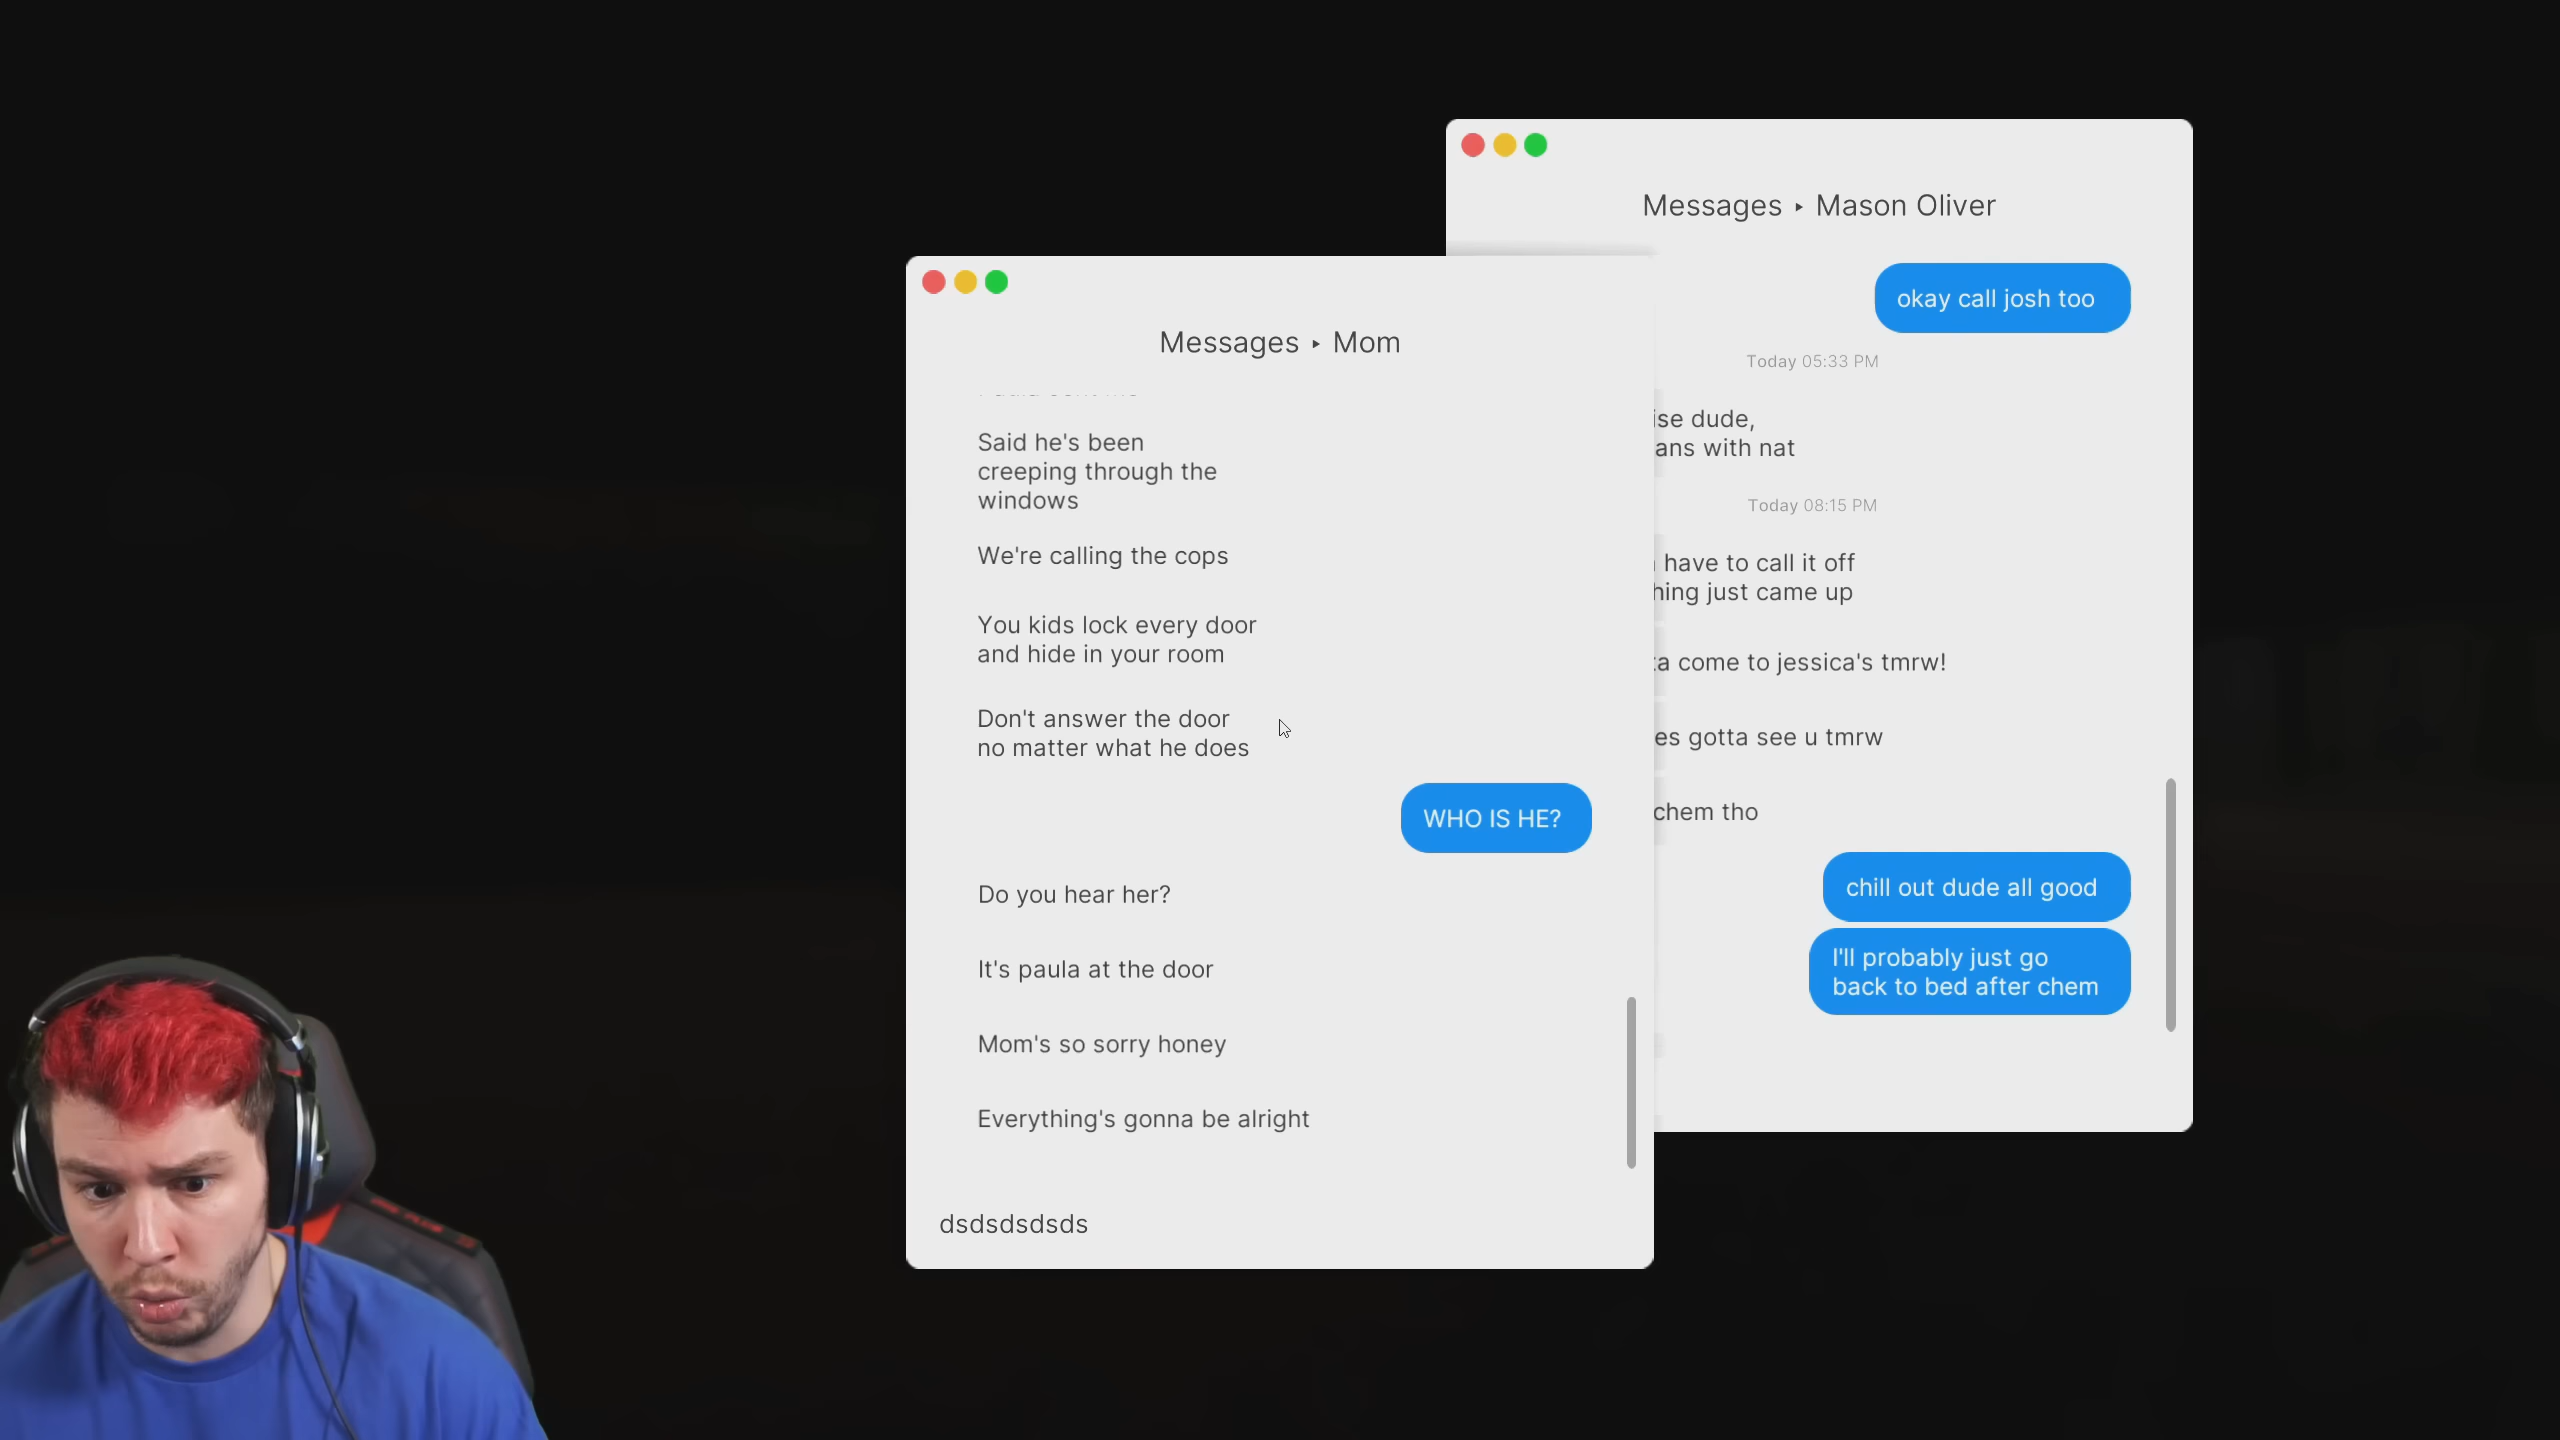 Messages ▸ Mason Oliver
okay call josh too
Today 05:33 PM
dude,
with nat
Today 08:15 PM
have to call it off
just came up
come to jessica's tmrw!
gotta see u tmrw
chem tho
chill out dude all good
I'll probably just go
back to bed after chem
Messages ▸ Mom
Said he's been
creeping through the
windows
We're calling the cops
You kids lock every door
and hide in your room
Don't answer the door
no matter what he does
WHO IS HE?
Do you hear her?
It's paula at the door
Mom's so sorry honey
Everything's gonna be alright
dsdsdsdsds